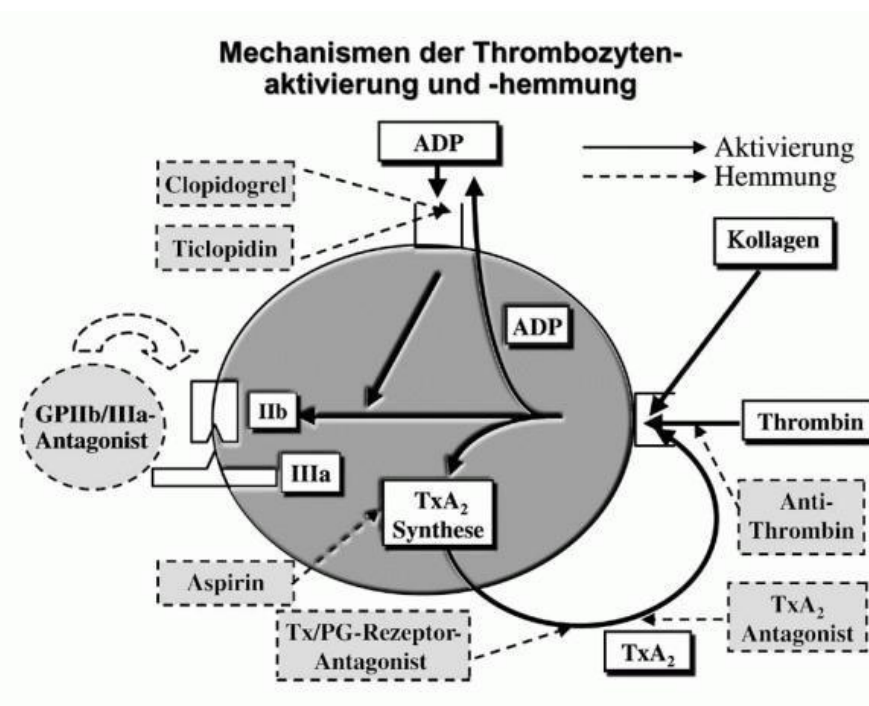 Mechanismen der Thrombozyten-
aktivierung und -hemmung
ADP
Aktivierung
Hemmung
Clopidogrel
Ticlopidin
Kollagen
ADP
GPIIb/IIIa-
Antagonist
IIb
IIIa
Thrombin
TxA₂
Synthese
Anti-
Thrombin
Aspirin
Tx/PG-Rezeptor-
Antagonist
TxA₂
Antagonist
TxA₂